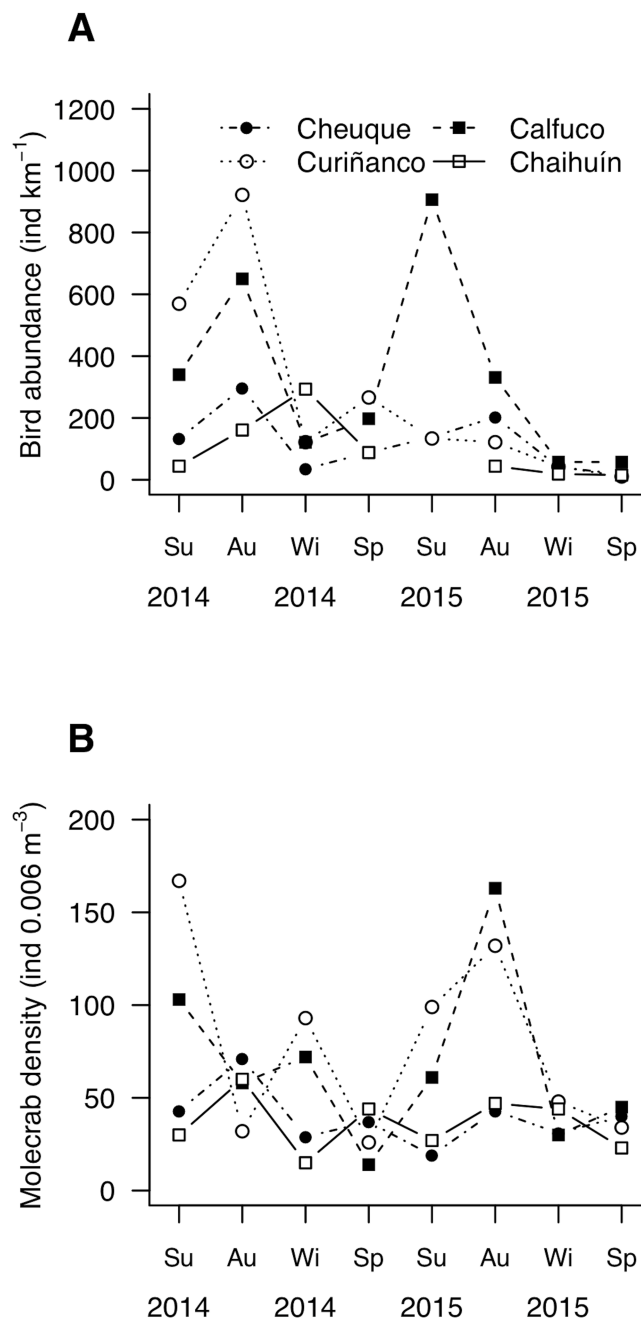 A
Bird abundance (ind km⁻¹)
1200
1000
800
600
400
200
0
Cheuque
Calfuco
Curiñanco
Chaihuín
Su Au Wi Sp Su Au Wi Sp
2014 2014 2015 2015
B
Molecrab density (ind 0.006 m⁻³)
200
150
100
50
0
Su Au Wi Sp Su Au Wi Sp
2014 2014 2015 2015